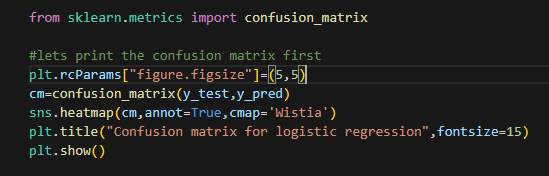 from sklearn.metrics import confusion_matrix
#lets print the confusion matrix first
plt.rcParams["figure.figsize"]=(5,5)
cm=confusion_matrix(y_test,y_pred)
sns.heatmap(cm,annot=True,cmap='Wistia')
plt.title("Confusion matrix for logistic regression",fontsize=15)
plt.show()